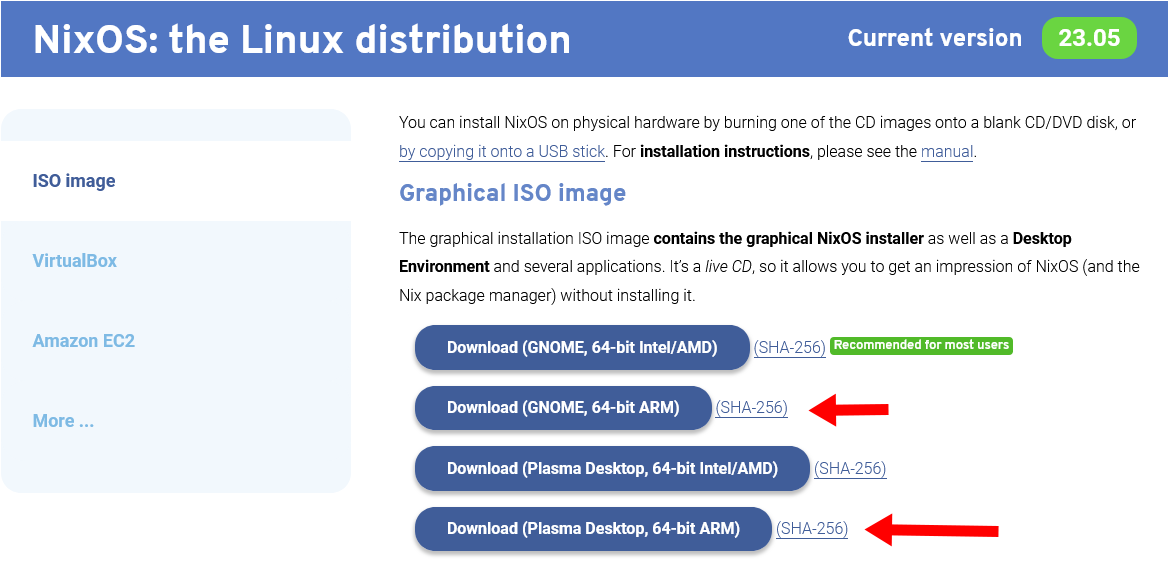 NixOS: the Linux distribution
Current version 23.05
ISO image
VirtualBox
Amazon EC2
More ...
You can install NixOS on physical hardware by burning one of the CD images onto a blank CD/DVD disk, or
by copying it onto a USB stick. For installation instructions, please see the manual.
Graphical ISO image
The graphical installation ISO image contains the graphical NixOS installer as well as a Desktop
Environment and several applications. It’s a live CD, so it allows you to get an impression of NixOS (and the
Nix package manager) without installing it.
Download (GNOME, 64-bit Intel/AMD) (SHA-256) Recommended for most users
Download (GNOME, 64-bit ARM) (SHA-256)
Download (Plasma Desktop, 64-bit Intel/AMD) (SHA-256)
Download (Plasma Desktop, 64-bit ARM) (SHA-256)